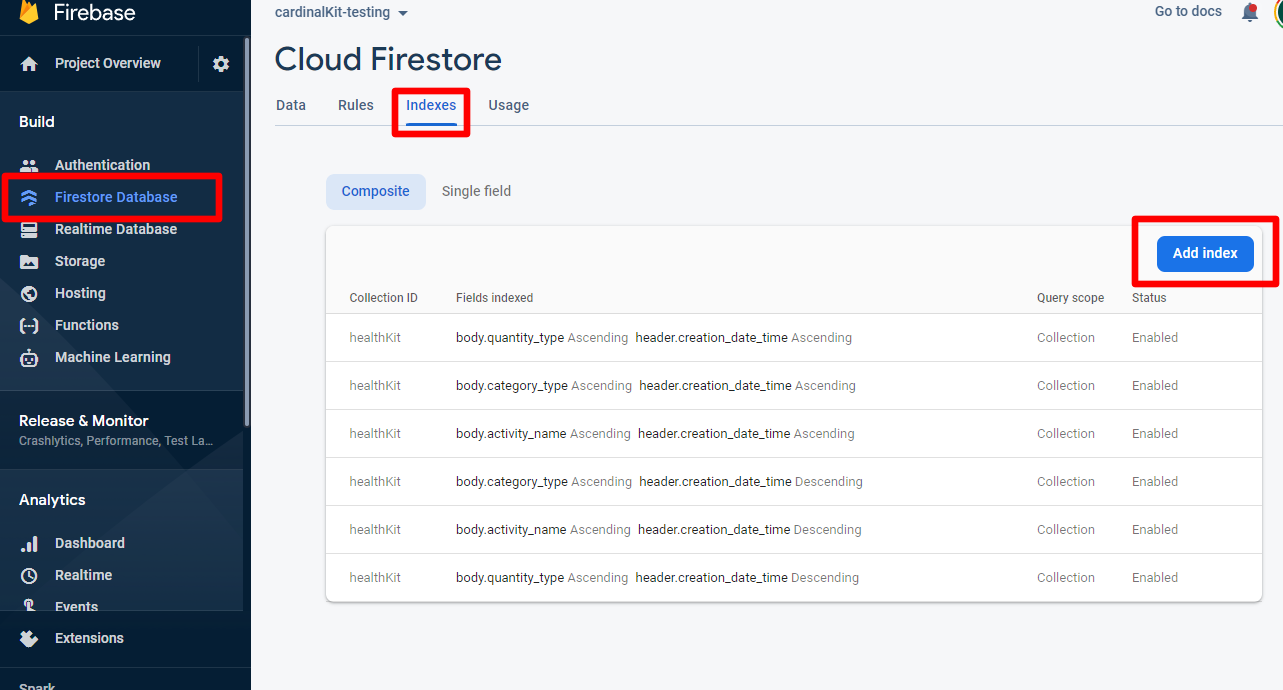 Firebase
Project Overview
Build
Authentication
Firestore Database
Realtime Database
Storage
Hosting
Functions
Machine Learning
Release & Monitor
Crashlytics, Performance, Test La...
Analytics
Dashboard
Realtime
Events
Extensions
Spark
cardinalKit-testing
Go to docs
Cloud Firestore
Data Rules Indexes Usage
Composite Single field
Add index
Collection ID Fields indexed Query scope Status
healthKit body.quantity_type Ascending header.creation_date_time Ascending Collection Enabled
healthKit body.category_type Ascending header.creation_date_time Ascending Collection Enabled
healthKit body.activity_name Ascending header.creation_date_time Ascending Collection Enabled
healthKit body.category_type Ascending header.creation_date_time Descending Collection Enabled
healthKit body.activity_name Ascending header.creation_date_time Descending Collection Enabled
healthKit body.quantity_type Ascending header.creation_date_time Descending Collection Enabled